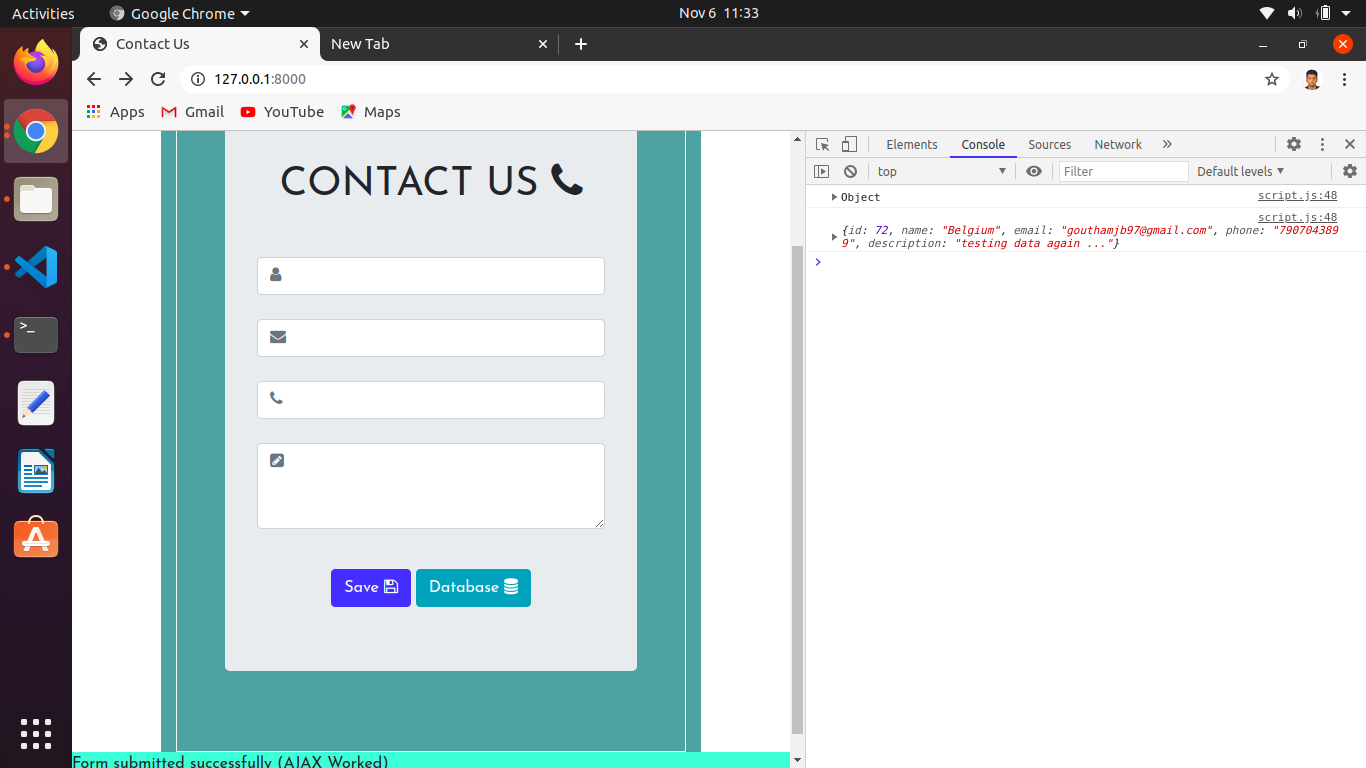 Activities
Google Chrome
Nov 6 11:33
Contact Us
New Tab
127.0.0.1:8000
Apps
Gmail
YouTube
Maps
Elements
Console
Sources
Network
»
top
Filter
Default levels
CONTACT US
Save
Database
Form submitted successfully (AJAX Worked)
Object
script.js:48
script.js:48
{id: 72, name: "Belgium", email: "gouthamjb97@gmail.com", phone: "790704389
9", description: "testing data again ..."}
>
>_